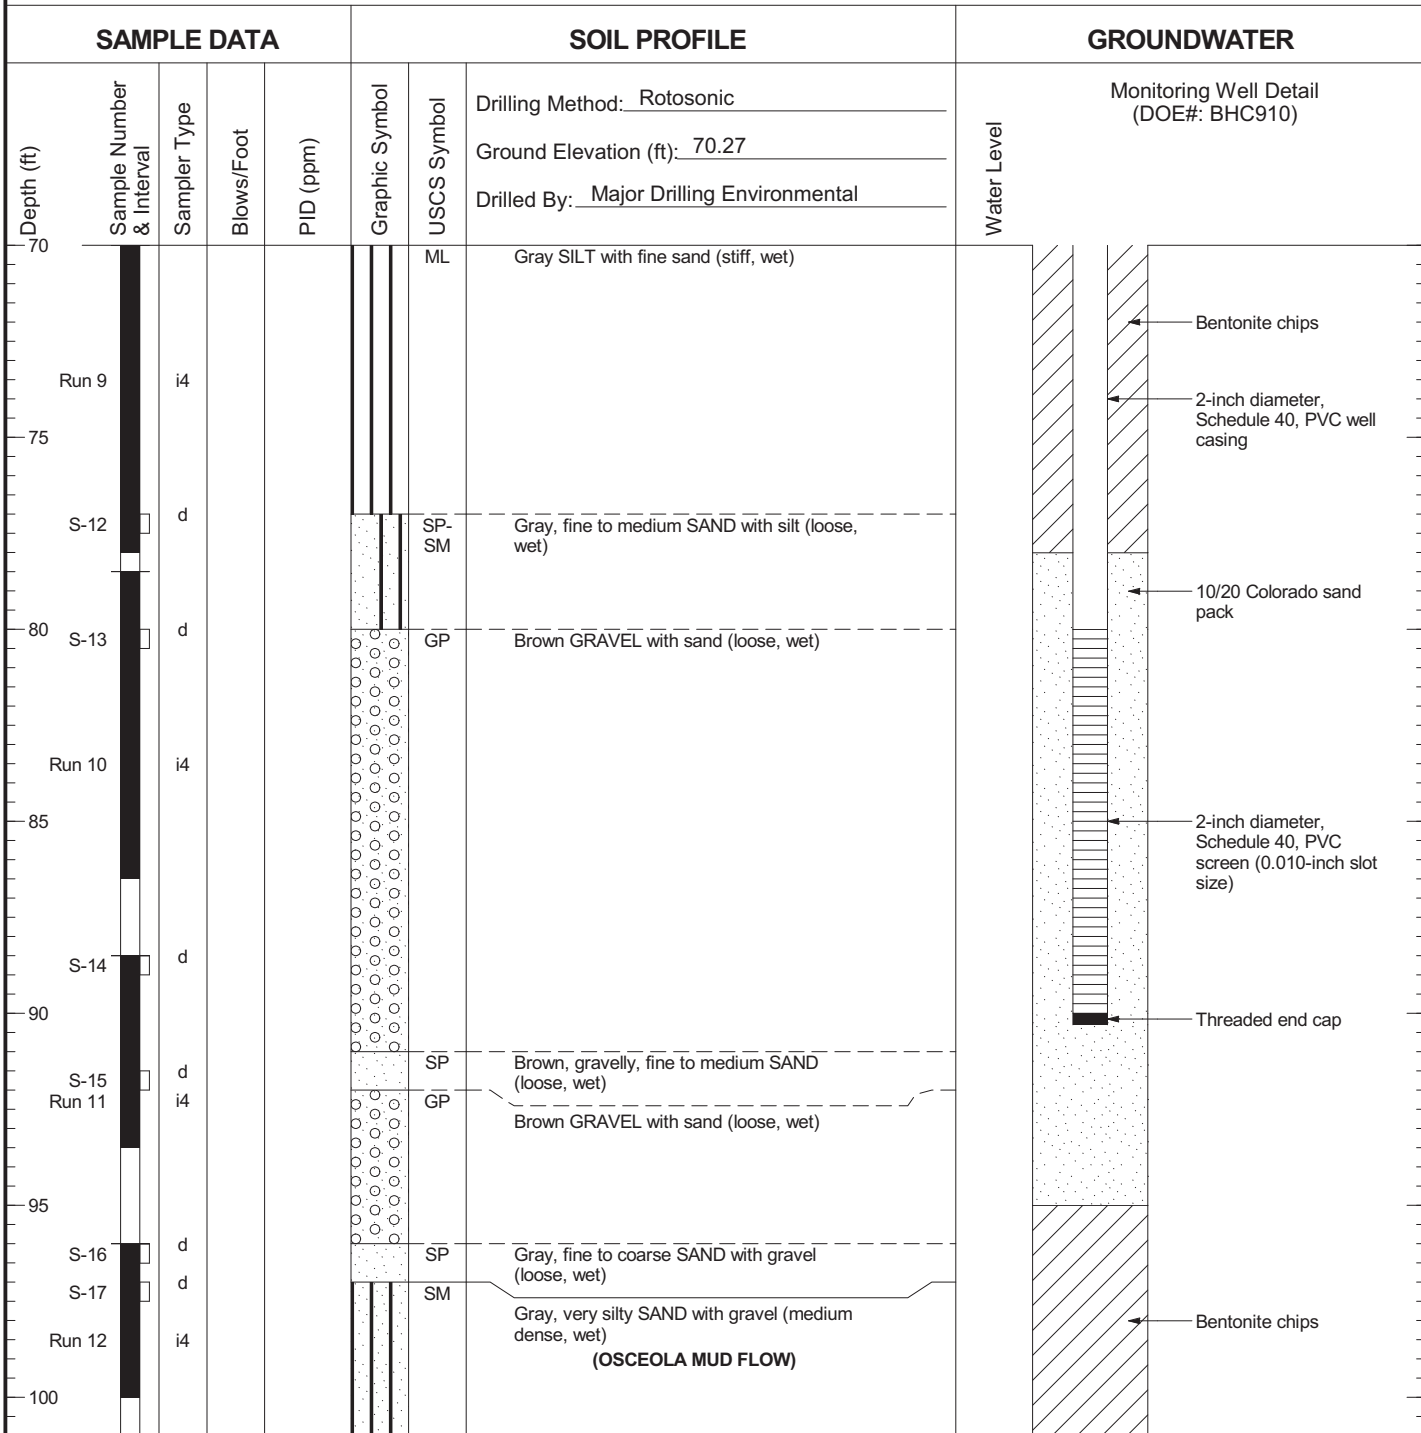 SAMPLE DATA
SOIL PROFILE
GROUNDWATER
Depth (ft)
Sample Number
& Interval
Sampler Type
Blows/Foot
PID (ppm)
Graphic Symbol
USCS Symbol
Drilling Method: Rotosonic
Ground Elevation (ft): 70.27
Drilled By: Major Drilling Environmental
Water Level
Monitoring Well Detail
(DOE#: BHC910)
70
ML
Gray SILT with fine sand (stiff, wet)
Bentonite chips
Run 9
i4
2-inch diameter,
Schedule 40, PVC well
casing
75
S-12
d
SP-
SM
Gray, fine to medium SAND with silt (loose,
wet)
10/20 Colorado sand
pack
80
S-13
d
GP
Brown GRAVEL with sand (loose, wet)
Run 10
i4
85
2-inch diameter,
Schedule 40, PVC
screen (0.010-inch slot
size)
S-14
d
90
Threaded end cap
SP
Brown, gravelly, fine to medium SAND
(loose, wet)
S-15
d
Run 11
i4
GP
Brown GRAVEL with sand (loose, wet)
95
S-16
d
SP
Gray, fine to coarse SAND with gravel
(loose, wet)
S-17
d
SM
Gray, very silty SAND with gravel (medium
dense, wet)
(OSCEOLA MUD FLOW)
Run 12
i4
Bentonite chips
100